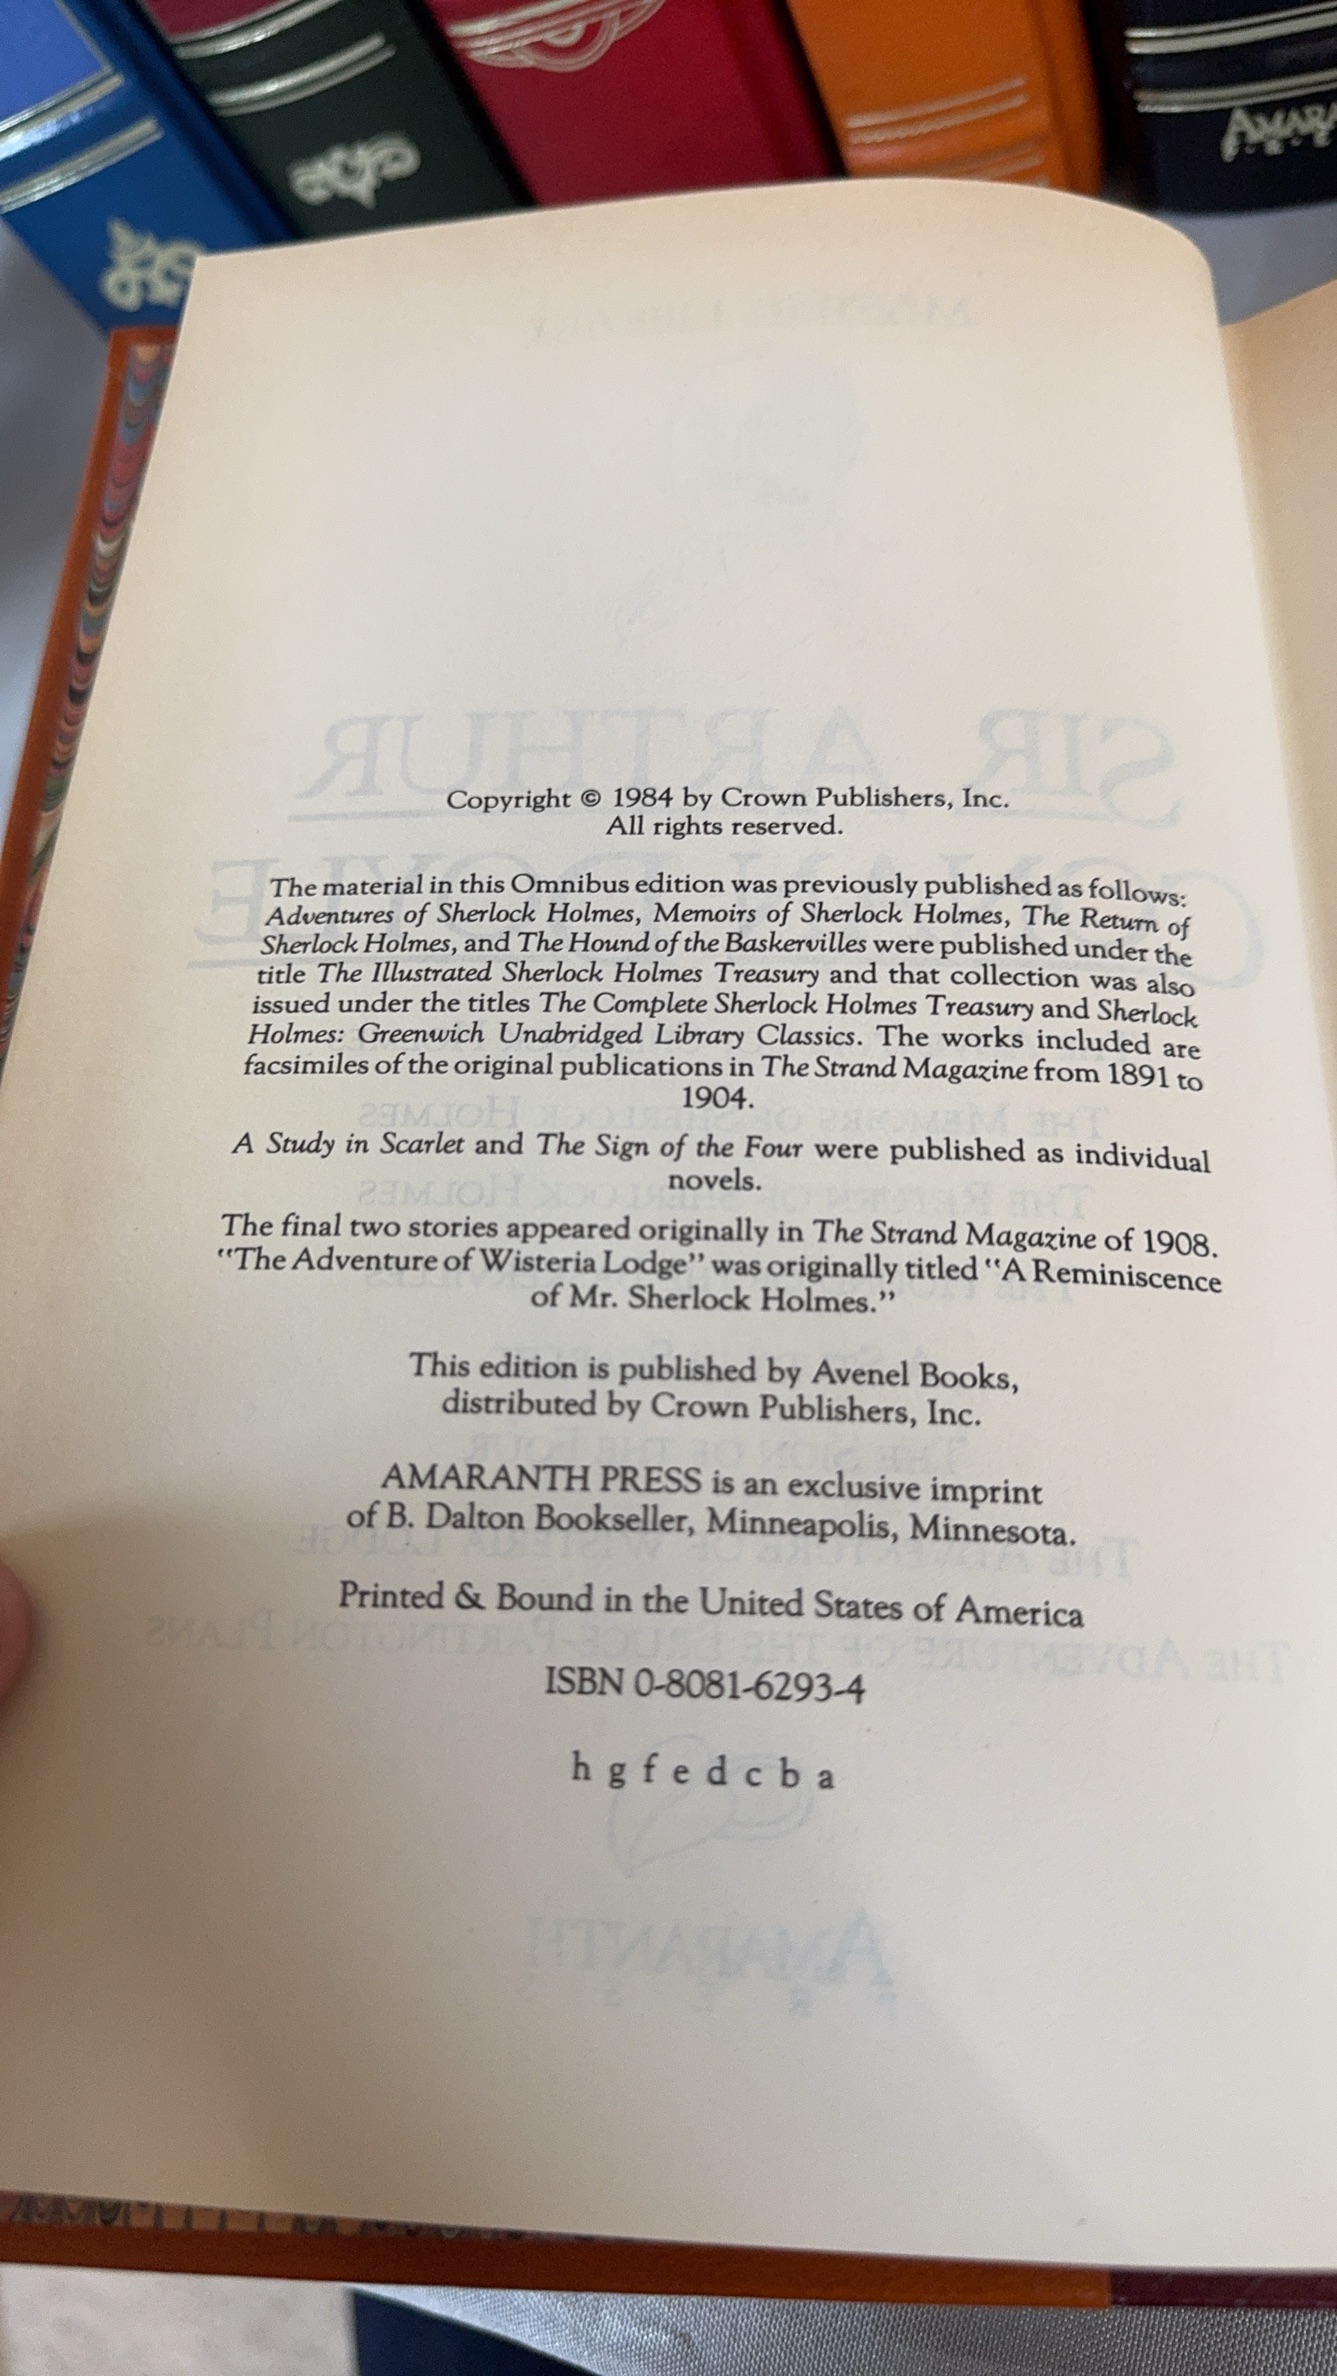 AMARA
Copyright © 1984 by Crown Publishers, Inc.
All rights reserved.
The material in this Omnibus edition was previously published as follows:
Adventures of Sherlock Holmes, Memoirs of Sherlock Holmes, The Return of
Sherlock Holmes, and The Hound of the Baskervilles were published under the
title The Illustrated Sherlock Holmes Treasury and that collection was also
issued under the titles The Complete Sherlock Holmes Treasury and Sherlock
Holmes: Greenwich Unabridged Library Classics. The works included are
facsimiles of the original publications in The Strand Magazine from 1891 to
1904.
A Study in Scarlet and The Sign of the Four were published as individual
novels.
The final two stories appeared originally in The Strand Magazine of 1908.
"The Adventure of Wisteria Lodge" was originally titled "A Reminiscence
of Mr. Sherlock Holmes."
This edition is published by Avenel Books,
distributed by Crown Publishers, Inc.
AMARANTH PRESS is an exclusive imprint
of B. Dalton Bookseller, Minneapolis, Minnesota.
Printed & Bound in the United States of America
ISBN 0-8081-6293-4
h g f e d c b a